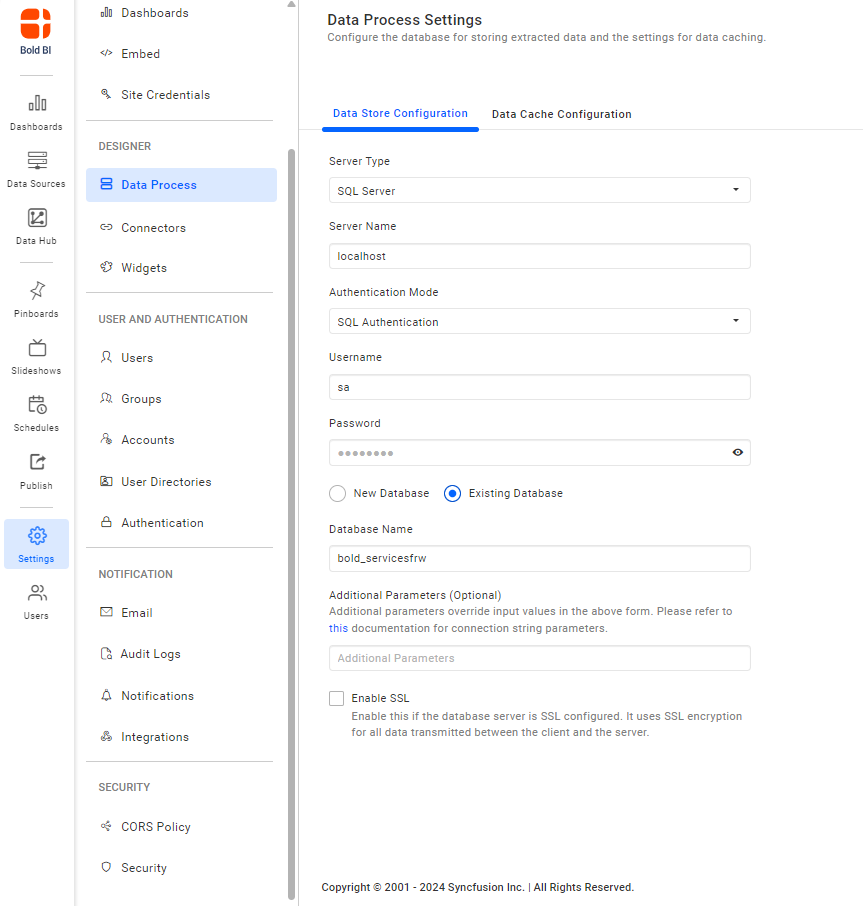 Bold BI
Dashboards
Data Sources
Data Hub
Pinboards
Slideshows
Schedules
Publish
Settings
Users
Dashboards
Embed
Site Credentials
DESIGNER
Data Process
Connectors
Widgets
USER AND AUTHENTICATION
Users
Groups
Accounts
User Directories
Authentication
NOTIFICATION
Email
Audit Logs
Notifications
Integrations
SECURITY
CORS Policy
Security
Data Process Settings
Configure the database for storing extracted data and the settings for data caching.
Data Store Configuration Data Cache Configuration
Server Type
SQL Server
Server Name
localhost
Authentication Mode
SQL Authentication
Username
sa
Password
New Database Existing Database
Database Name
bold_servicesfrw
Additional Parameters (Optional)
Additional parameters override input values in the above form. Please refer to
this documentation for connection string parameters.
Additional Parameters
Enable SSL
Enable this if the database server is SSL configured. It uses SSL encryption
for all data transmitted between the client and the server.
Copyright © 2001 - 2024 Syncfusion Inc. | All Rights Reserved.